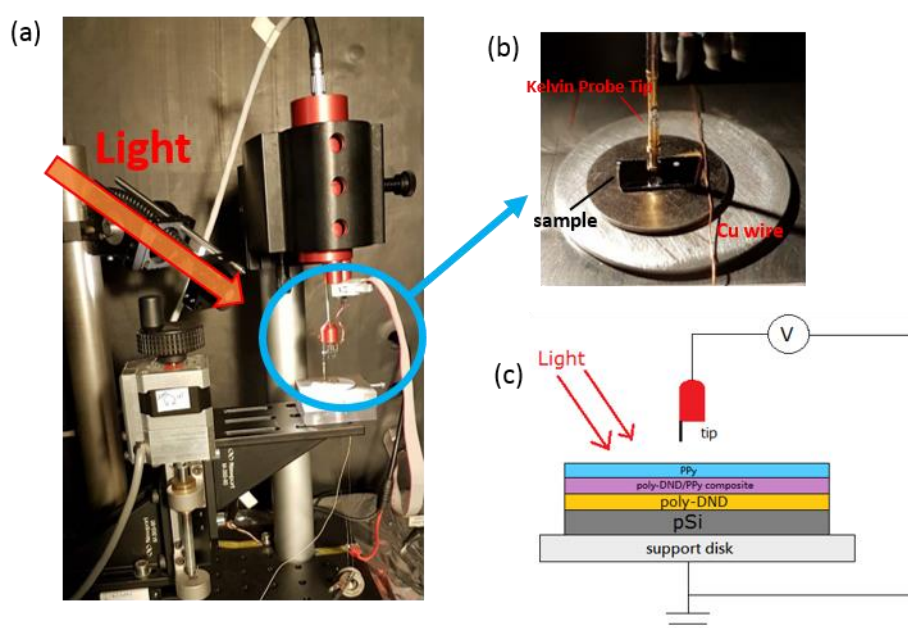 (a)
Light
(b)
Kelvin Probe Tip
sample
Cu wire
(c)
V
Light
tip
PPy
poly-DND/PPy composite
poly-DND
pSi
support disk